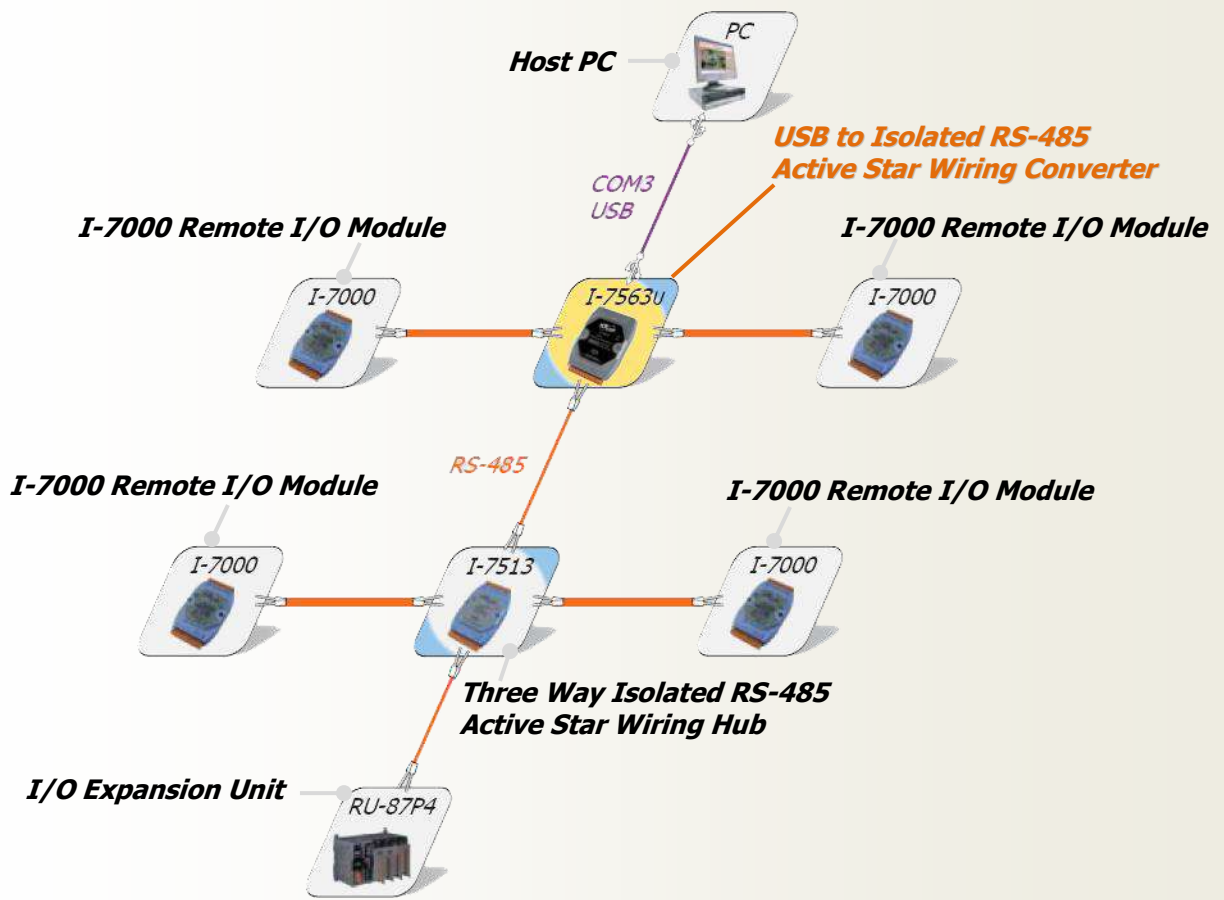 PC
Host PC
USB to Isolated RS-485
Active Star Wiring Converter
COM3
USB
I-7000 Remote I/O Module
I-7000 Remote I/O Module
I-7000
I-7563U
I-7000
RS-485
I-7000 Remote I/O Module
I-7000 Remote I/O Module
I-7000
I-7513
I-7000
Three Way Isolated RS-485
Active Star Wiring Hub
I/O Expansion Unit
RU-87P4